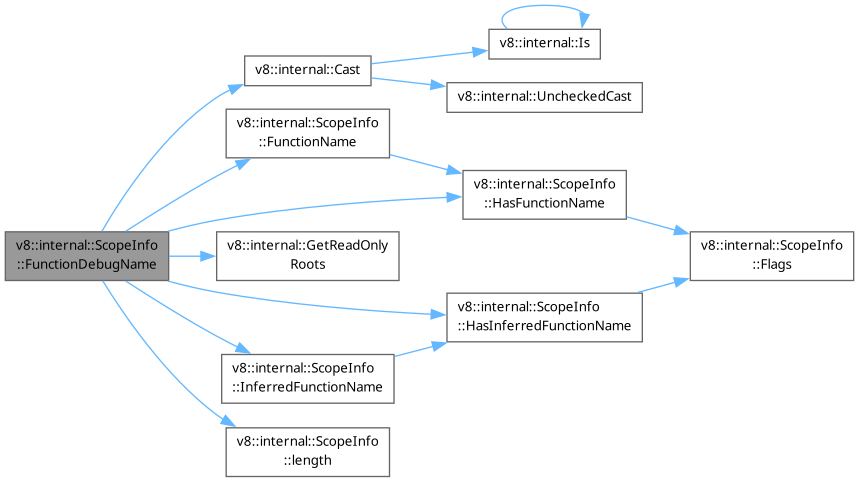 v8::internal::Is
v8::internal::Cast
v8::internal::UncheckedCast
v8::internal::ScopeInfo
::FunctionName
v8::internal::ScopeInfo
::HasFunctionName
v8::internal::ScopeInfo
::FunctionDebugName
v8::internal::GetReadOnly
Roots
v8::internal::ScopeInfo
::Flags
v8::internal::ScopeInfo
::HasInferredFunctionName
v8::internal::ScopeInfo
::InferredFunctionName
v8::internal::ScopeInfo
::length